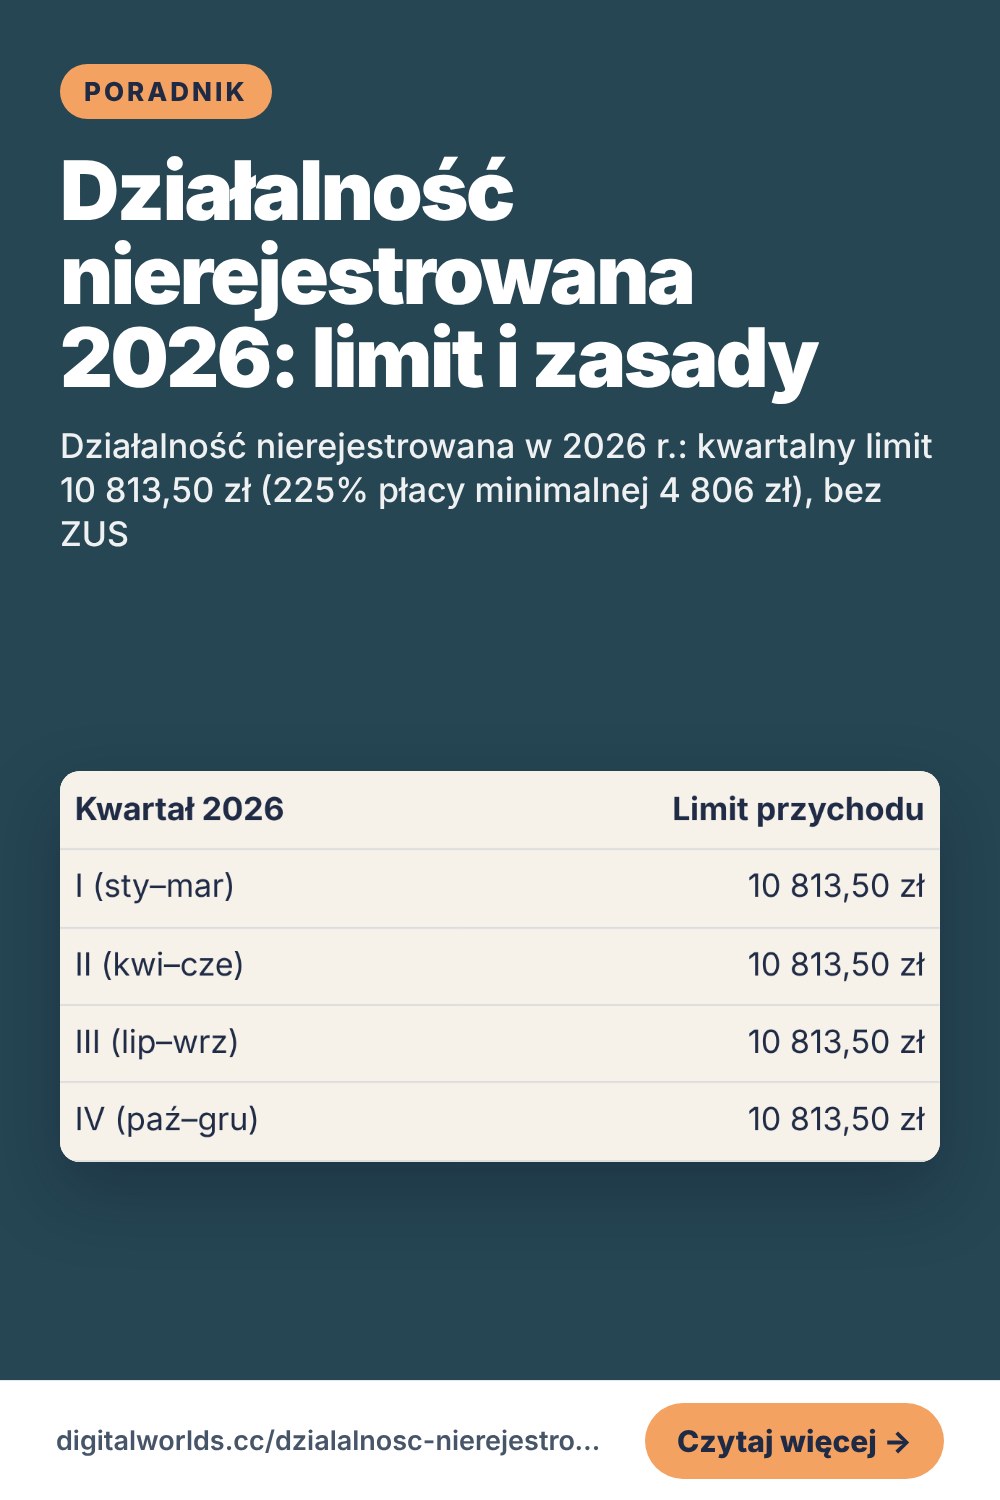 PORADNIK
Działalność
nierejestrowana
2026: limit i zasady
Działalność nierejestrowana w 2026 r.: kwartalny limit
10 813,50 zł (225% płacy minimalnej 4 806 zł), bez
ZUS
Kwartał 2026 Limit przychodu
I (sty–mar) 10 813,50 zł
II (kwi–cze) 10 813,50 zł
III (lip–wrz) 10 813,50 zł
IV (paź–gru) 10 813,50 zł
digitalworlds.cc/dzialalnosc-nierejestro... Czytaj więcej →